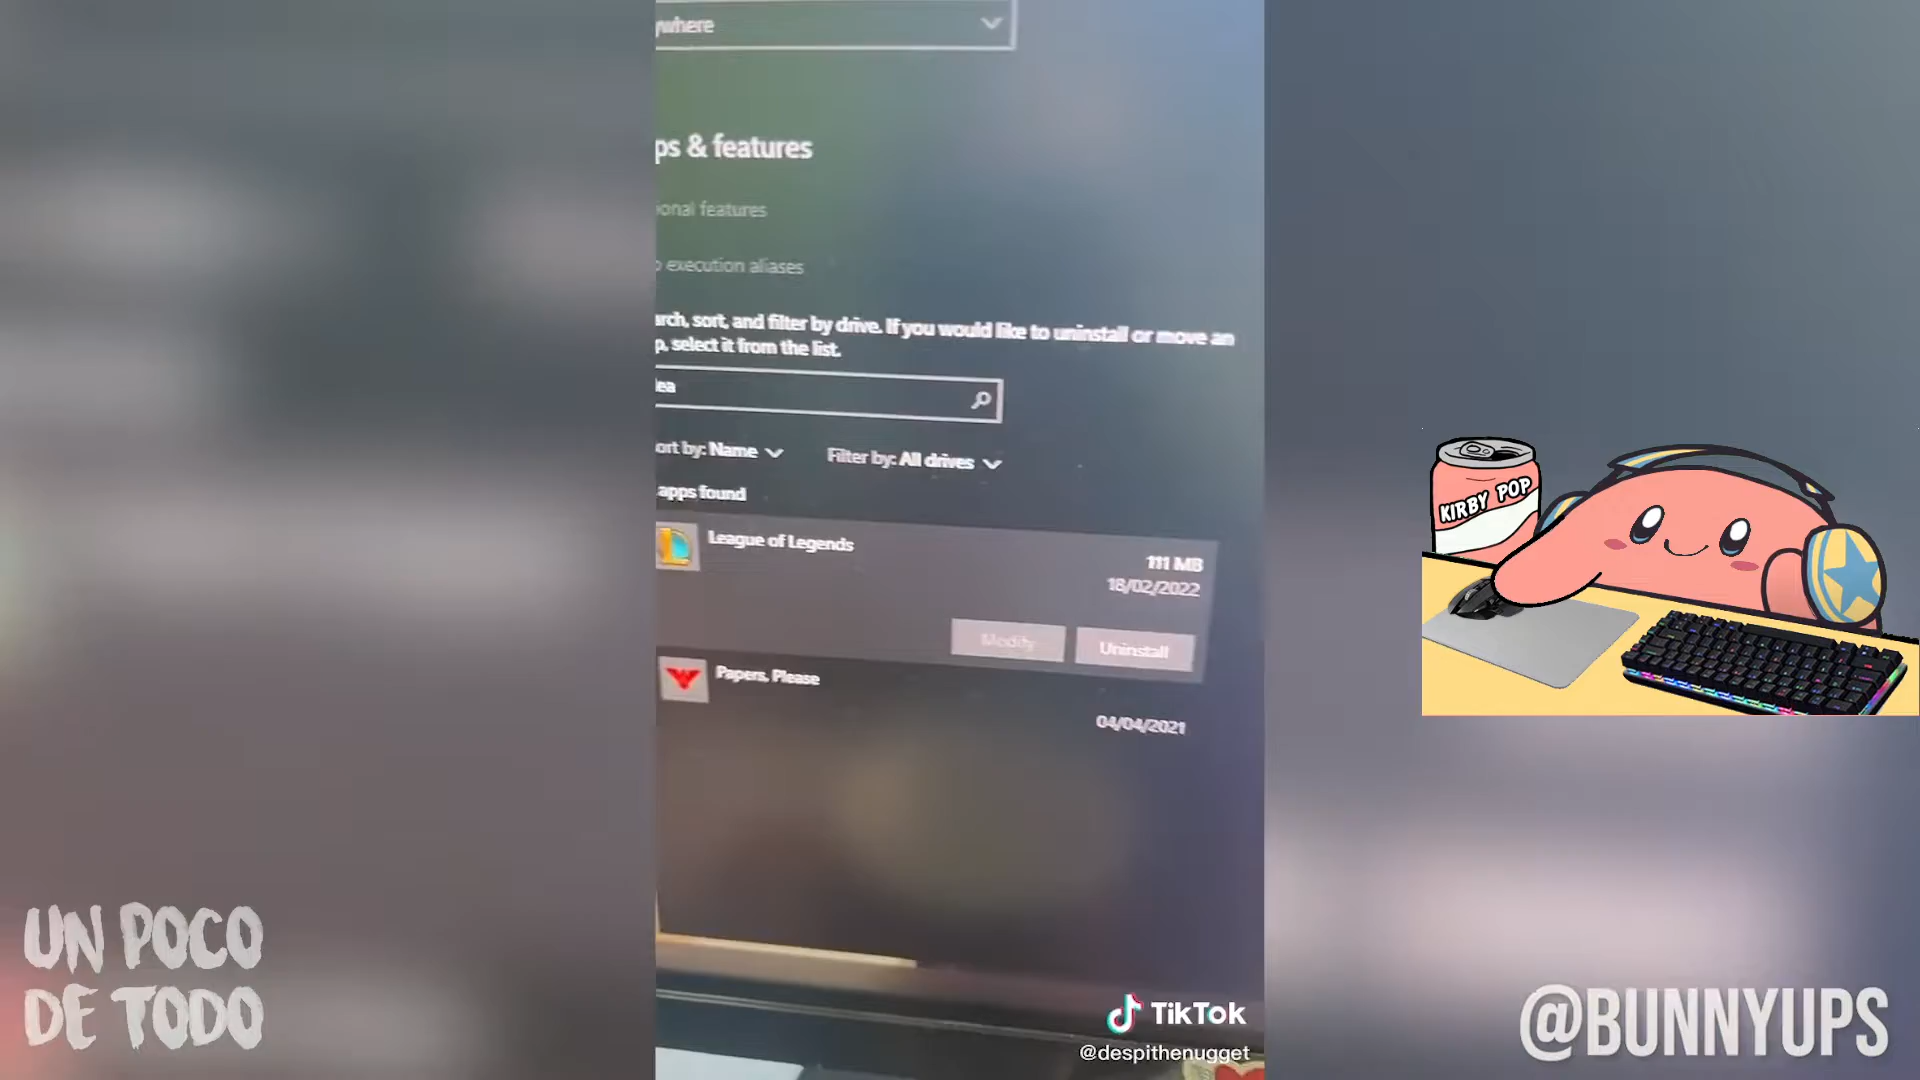 ywhere
ps & features
ional features
execution aliases
arch, sort, and filter by drive. If you would like to uninstall or move an
p, select it from the list.
lea
ort by: Name
Filter by: All drives
apps found
League of Legends
111 MB
18/02/2022
Modify
Uninstall
Papers, Please
04/04/2021
KIRBY POP
UN POCO
DE TODO
TikTok
@despithenugget
@BUNNYUPS